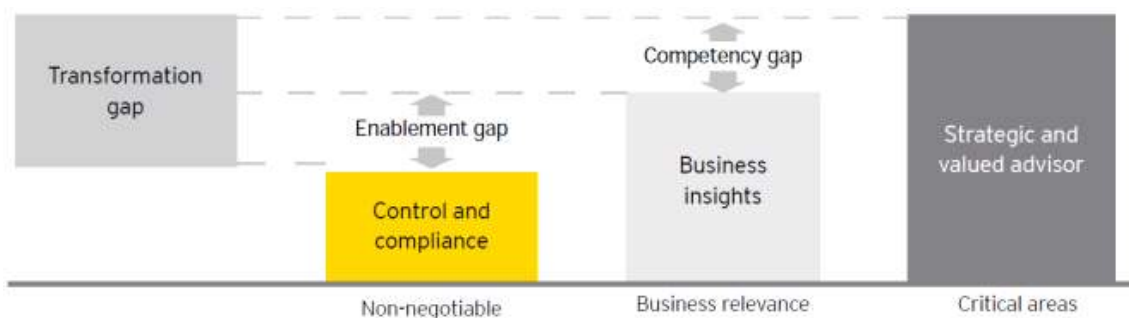 Transformation
gap
Enablement gap
Competency gap
Control and
compliance
Business
insights
Strategic and
valued advisor
Non-negotiable
Business relevance
Critical areas